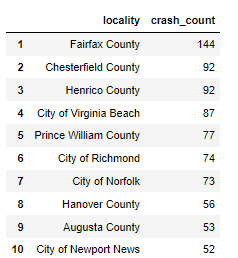 locality crash_count
1 Fairfax County 144
2 Chesterfield County 92
3 Henrico County 92
4 City of Virginia Beach 87
5 Prince William County 77
6 City of Richmond 74
7 City of Norfolk 73
8 Hanover County 56
9 Augusta County 53
10 City of Newport News 52